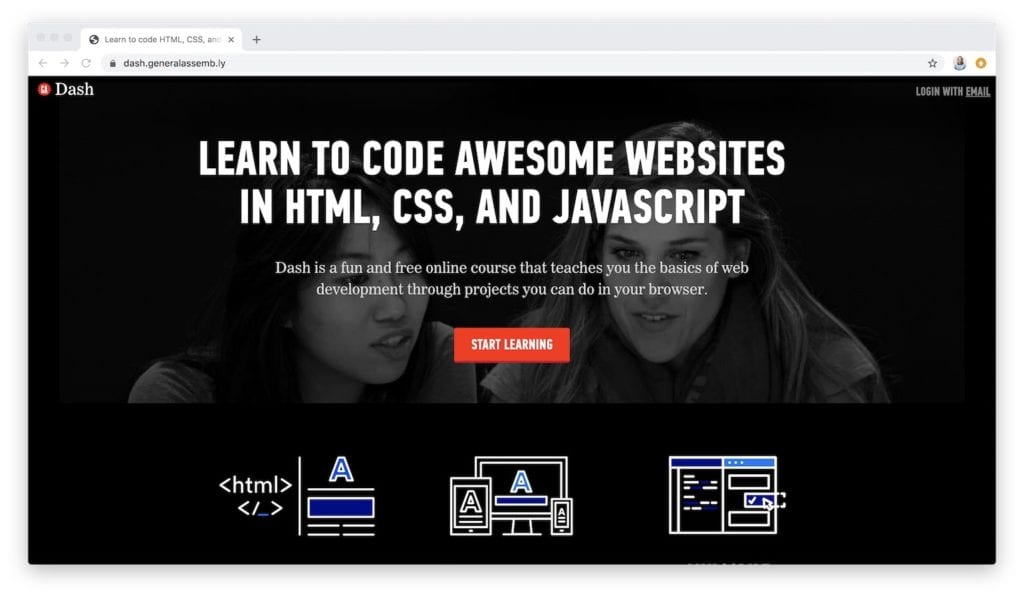 Learn to code HTML, CSS, and
dash.generalassemb.ly
GA Dash
LOGIN WITH EMAIL
LEARN TO CODE AWESOME WEBSITES
IN HTML, CSS, AND JAVASCRIPT
Dash is a fun and free online course that teaches you the basics of web
development through projects you can do in your browser.
START LEARNING
<html>
</_>
A
A
A
A